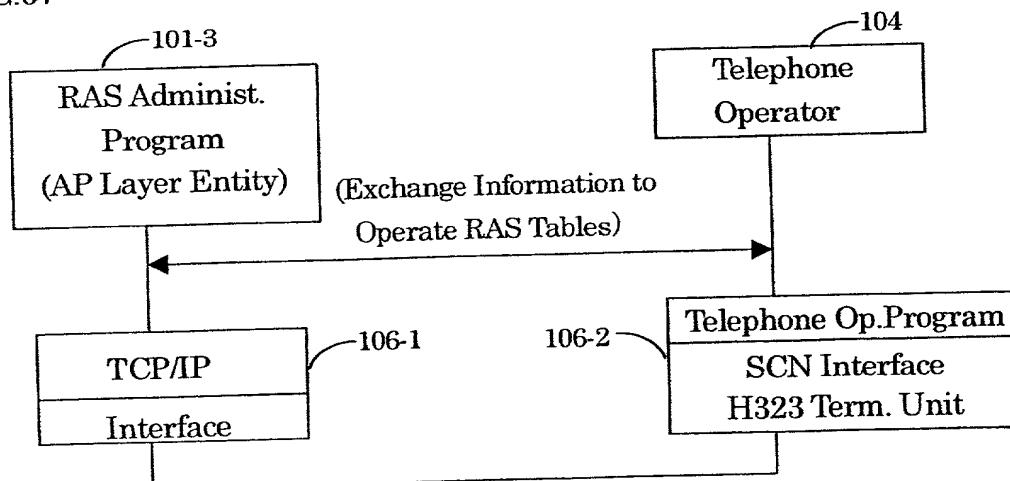 101-3
104
RAS Administ.
Program
(AP Layer Entity)
Telephone
Operator
(Exchange Information to
Operate RAS Tables)
106-1
106-2
TCP/IP
Interface
Telephone Op.Program
SCN Interface
H323 Term. Unit